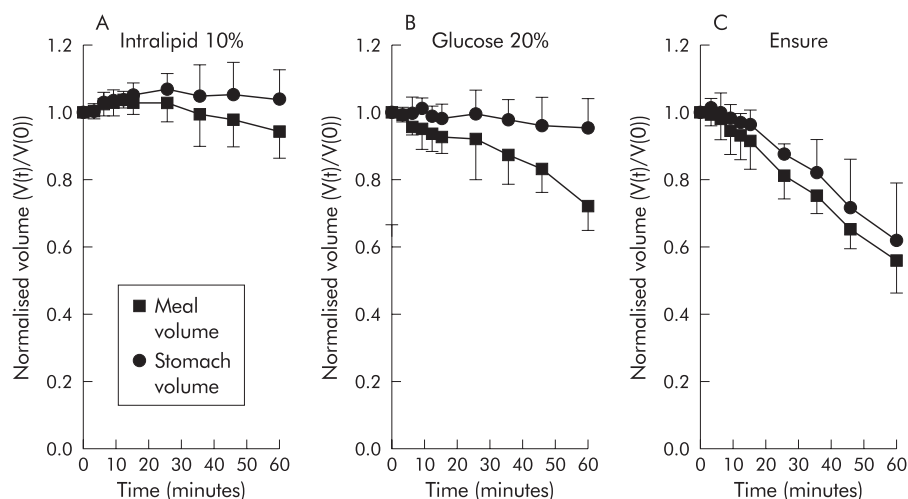 A
Intralipid 10%
1.2
1.0
0.8
0.6
0.4
0.2
0.0
Normalised volume (V(t)/V(0))
Meal
volume
Stomach
volume
0 10 20 30 40 50 60
Time (minutes)
B
Glucose 20%
1.2
1.0
0.8
0.6
0.4
0.2
0.0
Normalised volume (V(t)/V(0))
0 10 20 30 40 50 60
Time (minutes)
C
Ensure
1.2
1.0
0.8
0.6
0.4
0.2
0.0
Normalised volume (V(t)/V(0))
0 10 20 30 40 50 60
Time (minutes)